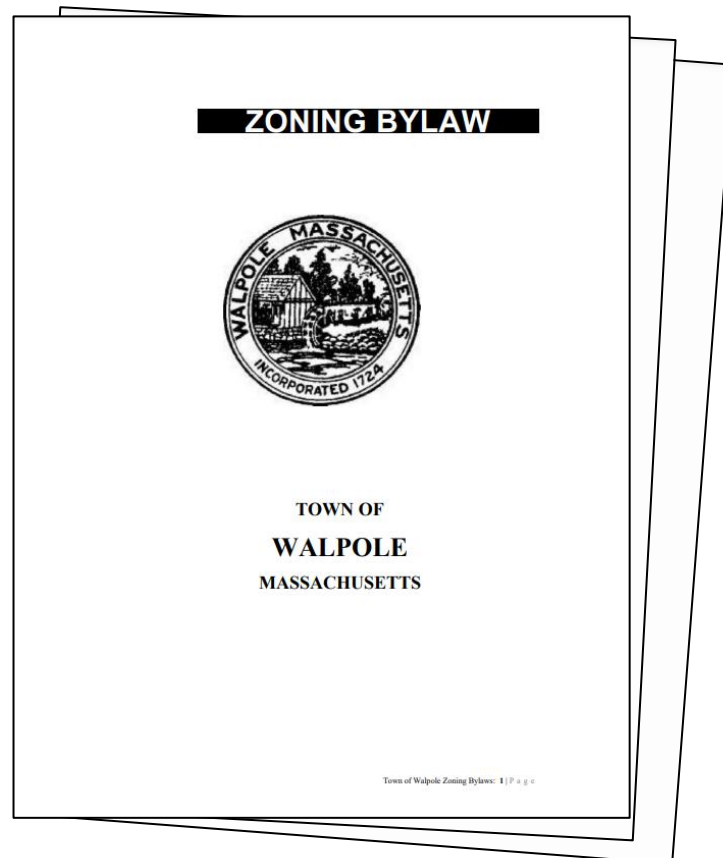 ZONING BYLAW
WALPOLE MASSACHUSETTS
INCORPORATED 1724
TOWN OF
WALPOLE
MASSACHUSETTS
Town of Walpole Zoning Bylaws: 1 | P a g e